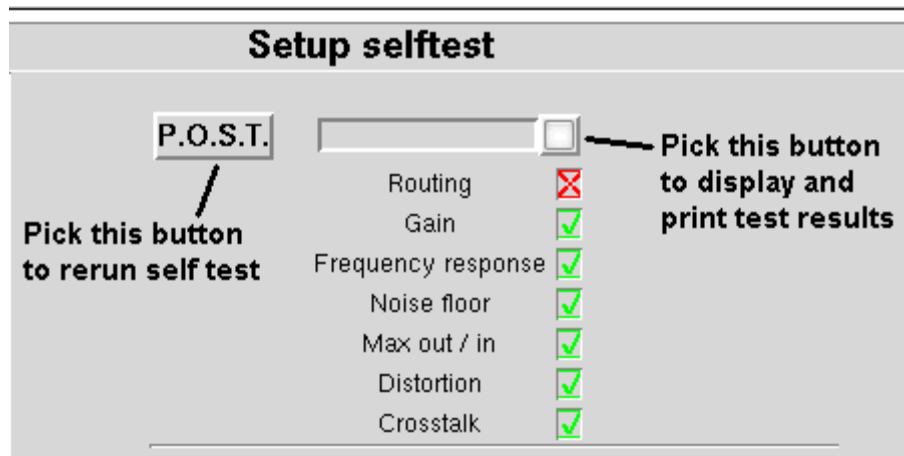 Setup selftest
P.O.S.T.
Pick this button
to display and
print test results
Routing
Gain
Pick this button
to rerun self test
Frequency response
Noise floor
Max out / in
Distortion
Crosstalk